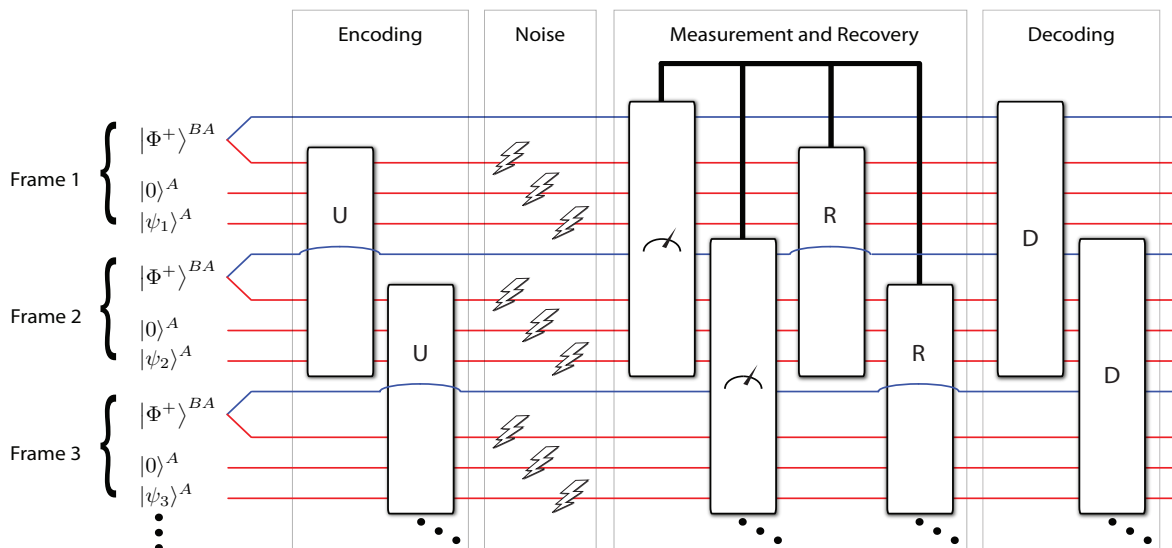 Encoding
Noise
Measurement and Recovery
Decoding
Frame 1
|Φ⁺⟩ᴮᴬ
|0⟩ᴬ
|ψ₁⟩ᴬ
Frame 2
|Φ⁺⟩ᴮᴬ
|0⟩ᴬ
|ψ₂⟩ᴬ
Frame 3
|Φ⁺⟩ᴮᴬ
|0⟩ᴬ
|ψ₃⟩ᴬ
U
U
R
R
D
D